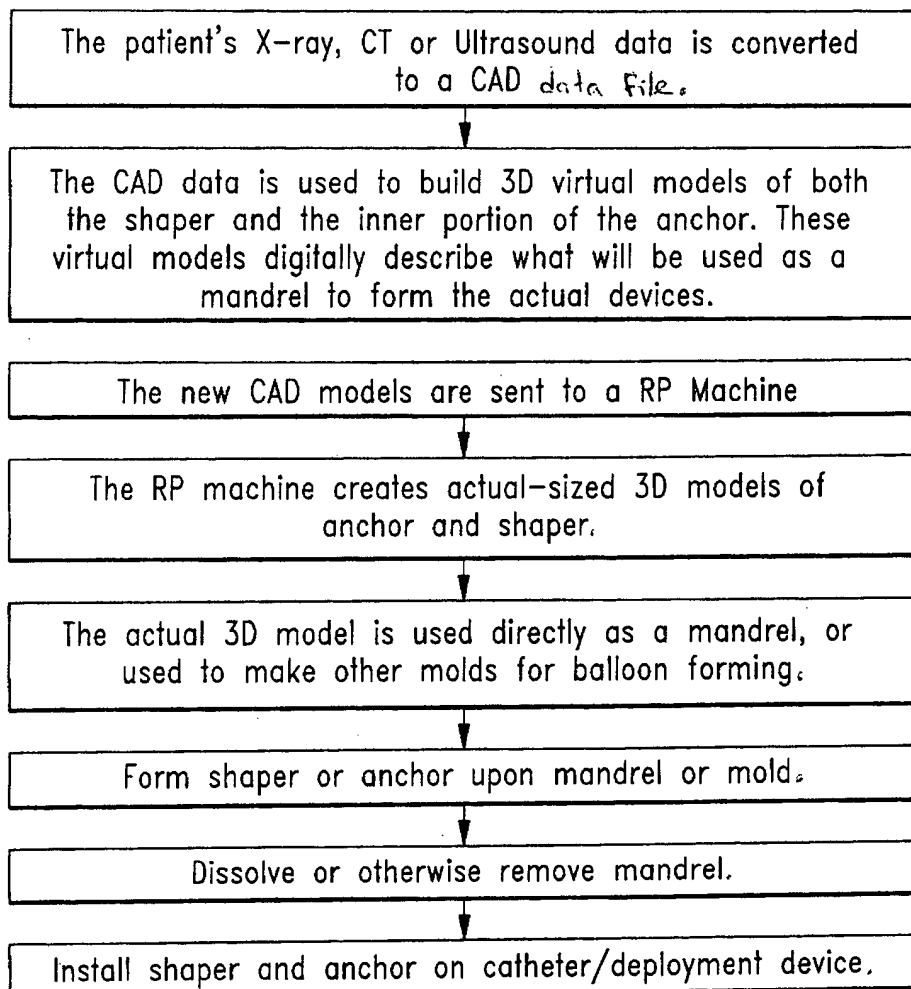 The patient's X-ray, CT or Ultrasound data is converted
to a CAD data File.
The CAD data is used to build 3D virtual models of both
the shaper and the inner portion of the anchor. These
virtual models digitally describe what will be used as a
mandrel to form the actual devices.
The new CAD models are sent to a RP Machine
The RP machine creates actual-sized 3D models of
anchor and shaper.
The actual 3D model is used directly as a mandrel, or
used to make other molds for balloon forming.
Form shaper or anchor upon mandrel or mold.
Dissolve or otherwise remove mandrel.
Install shaper and anchor on catheter/deployment device.